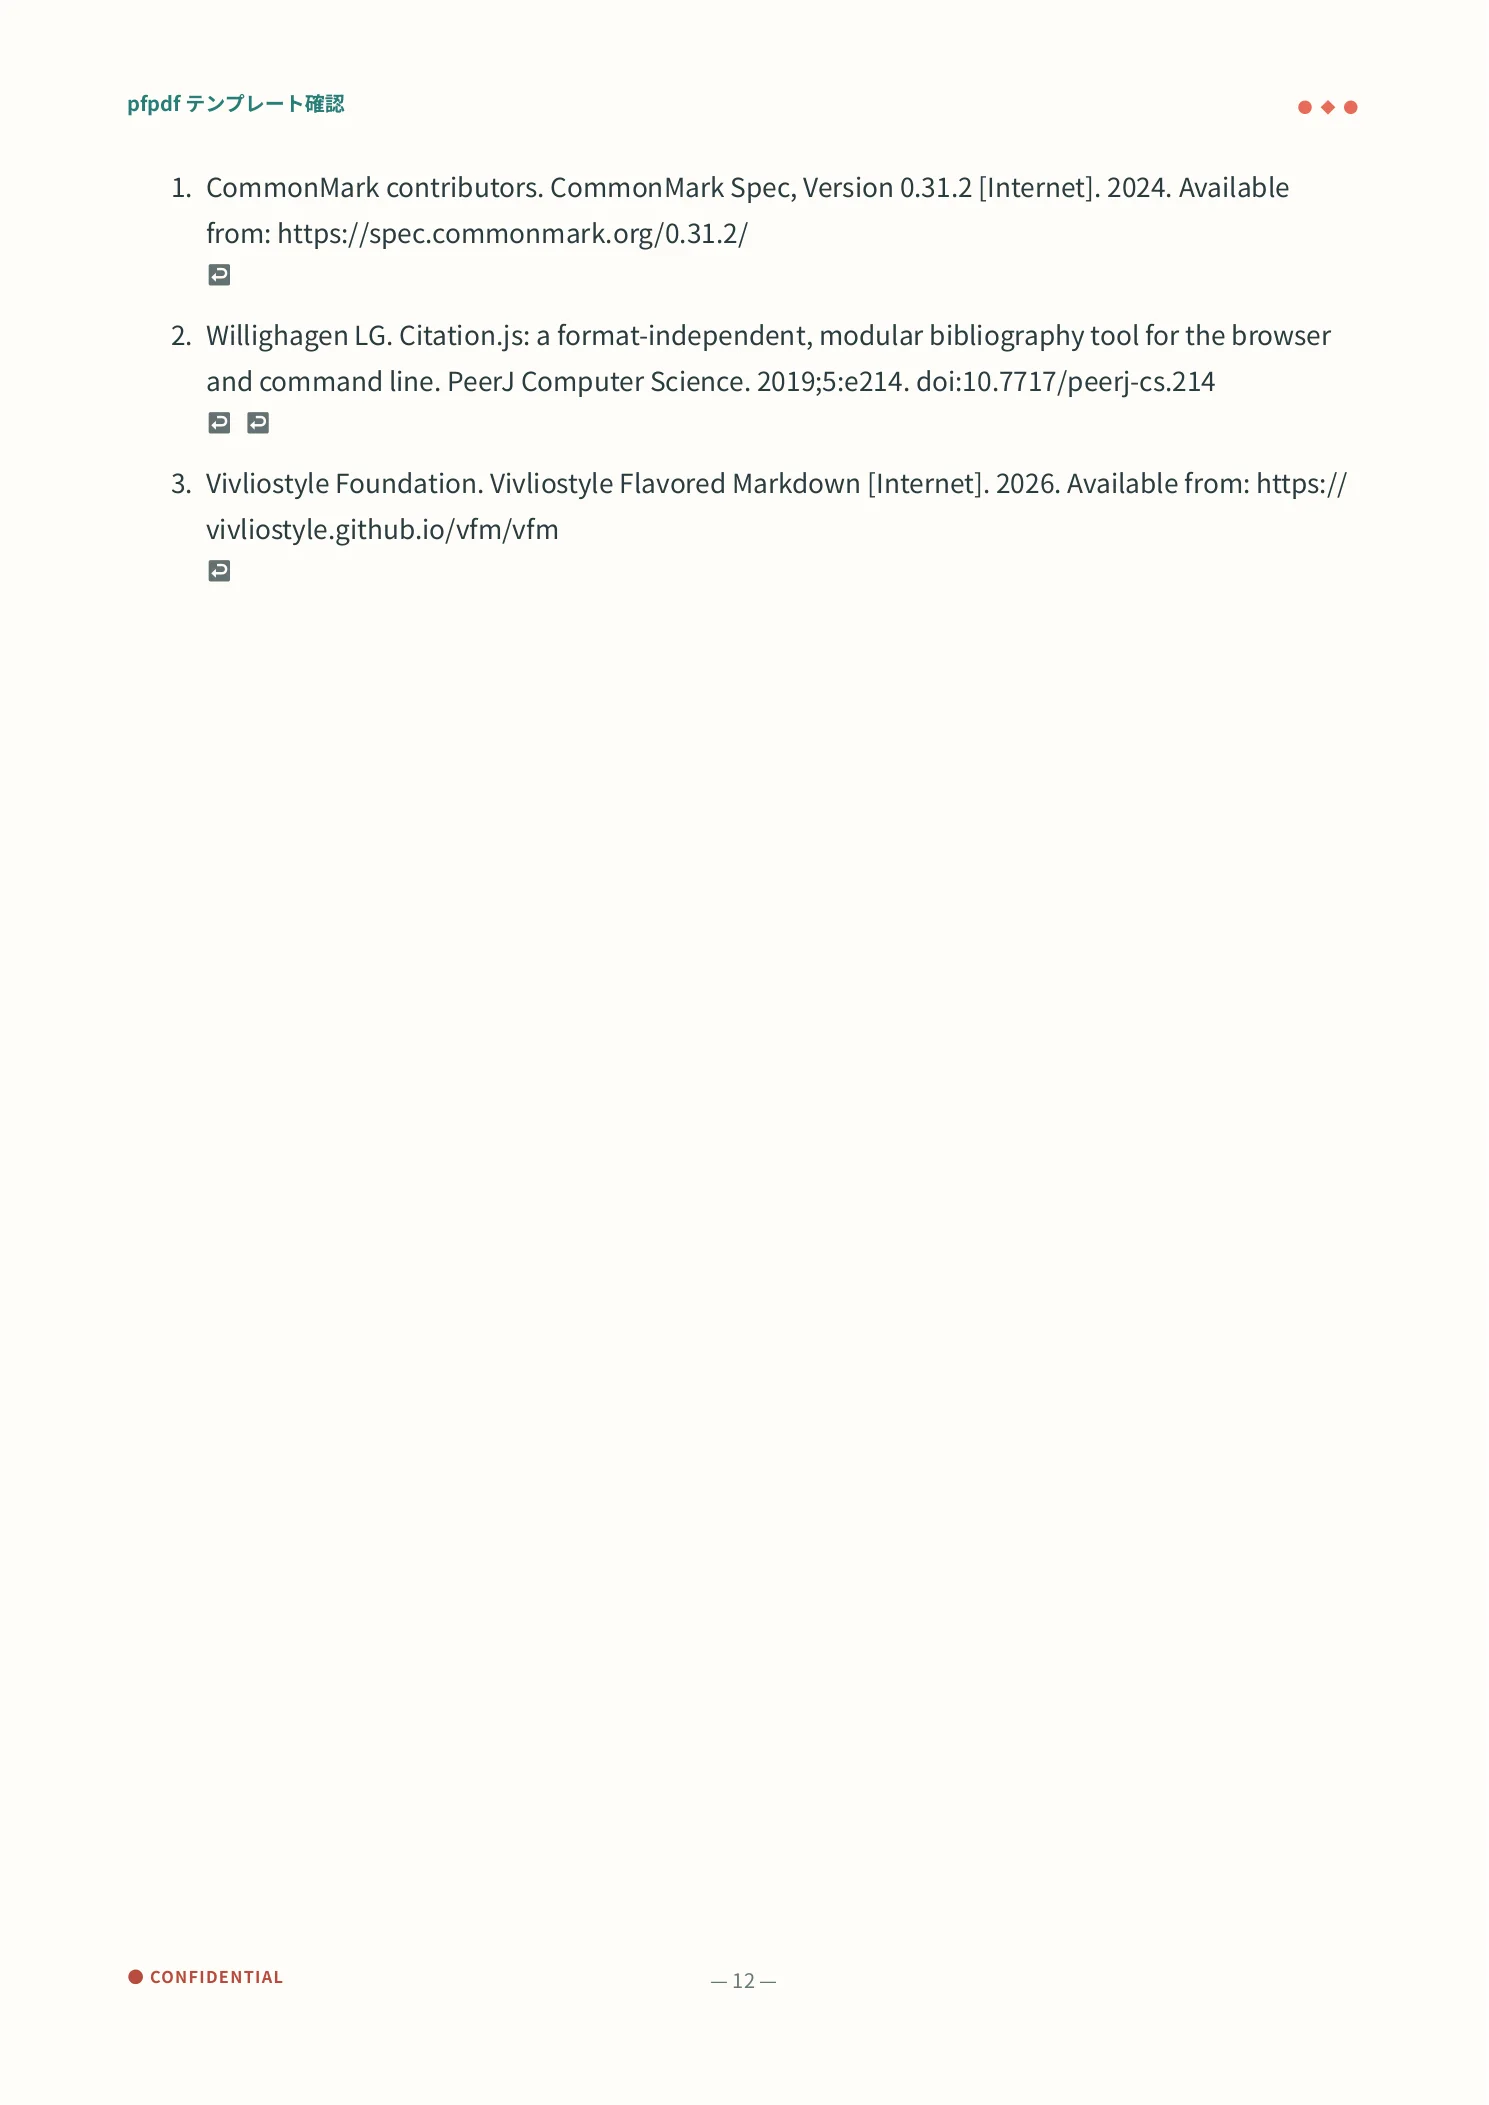 pfpdf テンプレート確認
1. CommonMark contributors. CommonMark Spec, Version 0.31.2 [Internet]. 2024. Available
from: https://spec.commonmark.org/0.31.2/
↩
2. Willighagen LG. Citation.js: a format-independent, modular bibliography tool for the browser
and command line. PeerJ Computer Science. 2019;5:e214. doi:10.7717/peerj-cs.214
↩ ↩
3. Vivliostyle Foundation. Vivliostyle Flavored Markdown [Internet]. 2026. Available from: https://
vivliostyle.github.io/vfm/vfm
↩
● CONFIDENTIAL
— 12 —